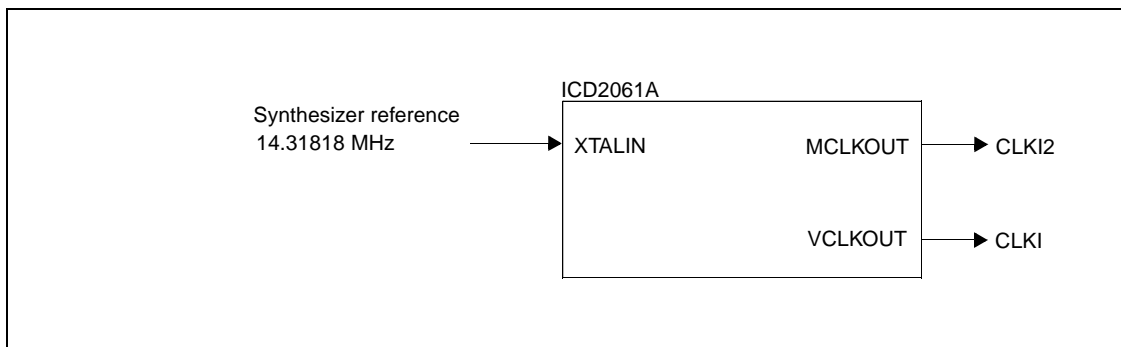 ICD2061A
Synthesizer reference
14.31818 MHz
XTALIN
MCLKOUT
CLKI2
VCLKOUT
CLKI